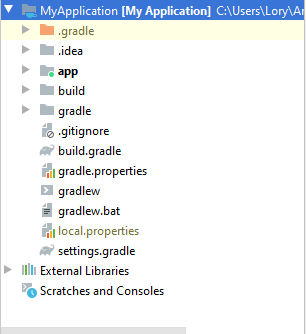 MyApplication [My Application] C:\Users\Lory\Ar
.gradle
.idea
app
build
gradle
.gitignore
build.gradle
gradle.properties
gradlew
gradlew.bat
local.properties
settings.gradle
External Libraries
Scratches and Consoles